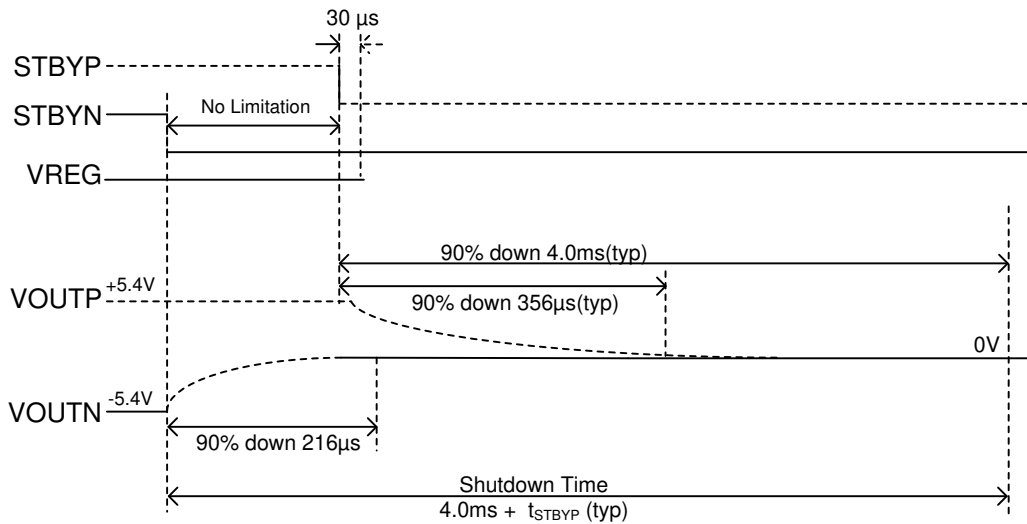 30 µs
STBYP
No Limitation
STBYN
VREG
90% down 4.0ms(typ)
+5.4V
VOUTP
90% down 356µs(typ)
0V
-5.4V
VOUTN
90% down 216µs
Shutdown Time
4.0ms + tSTBYP (typ)